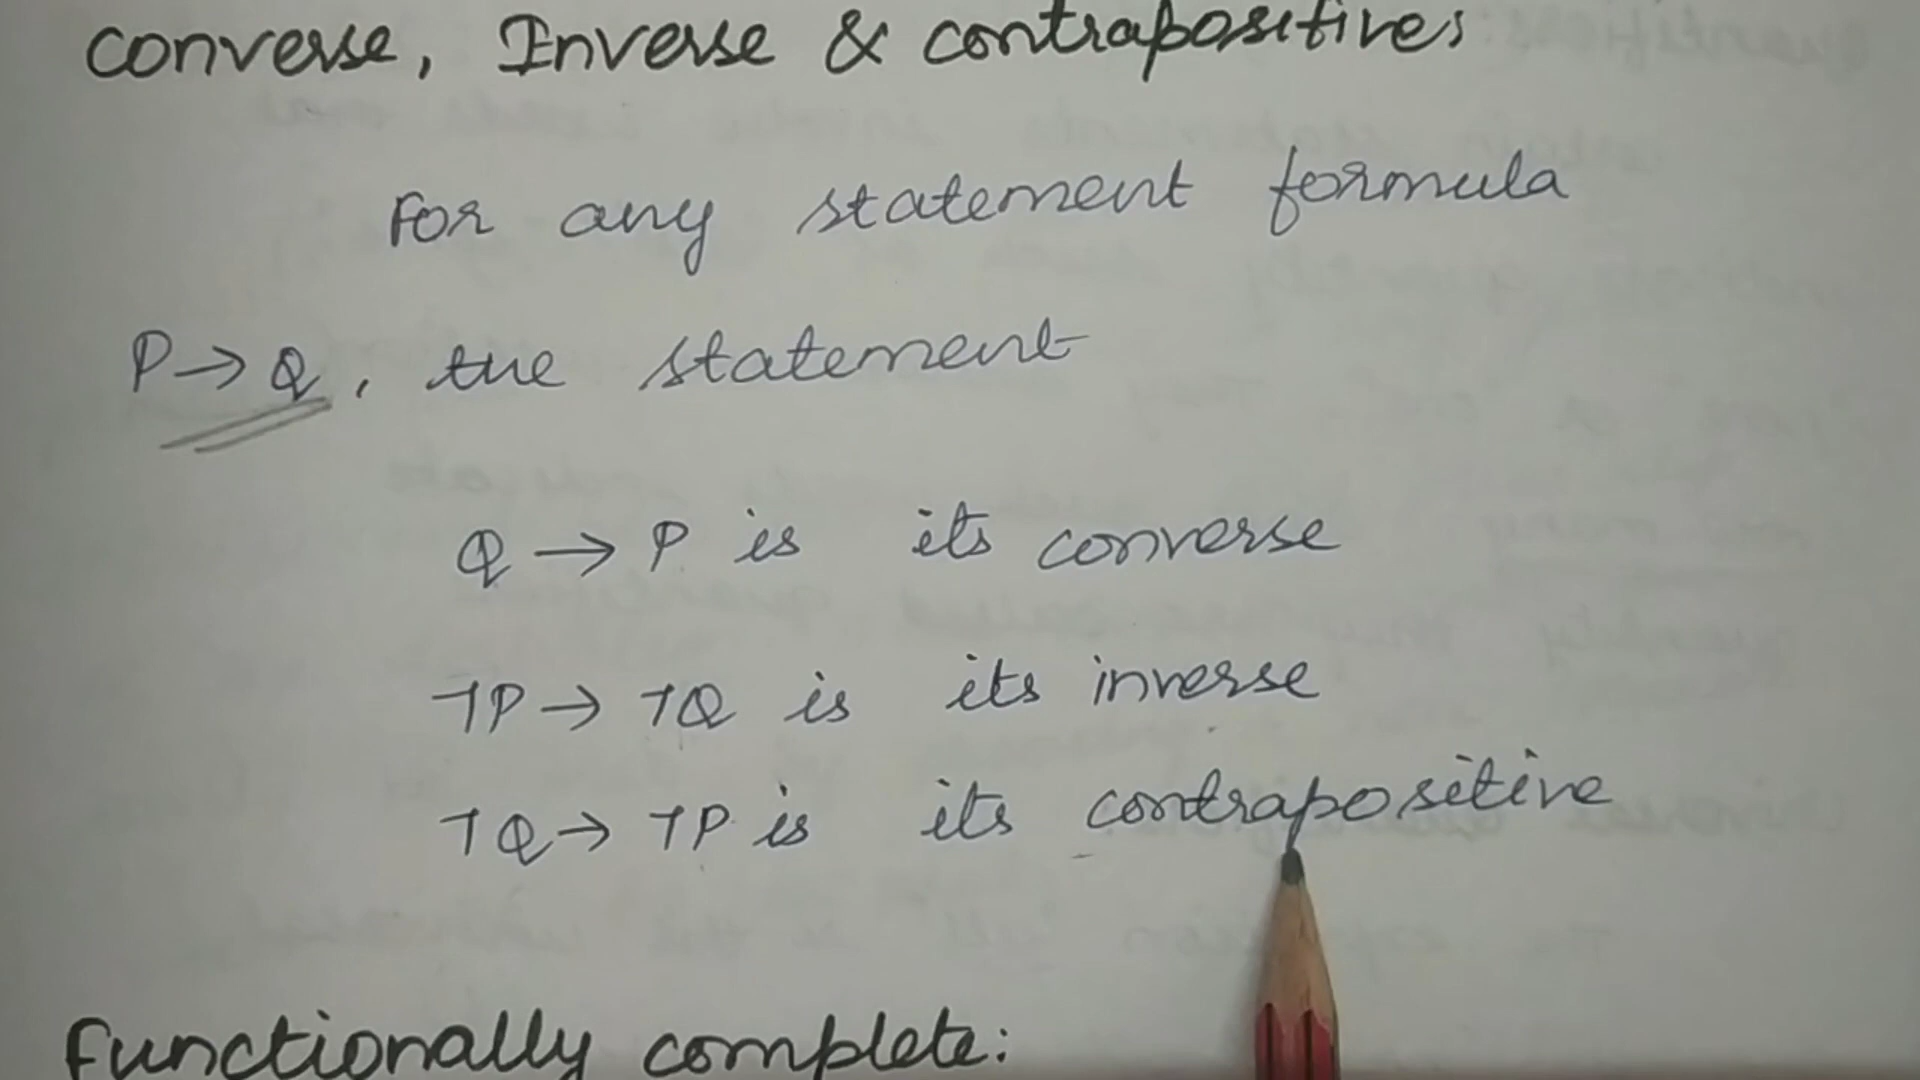 converse, Inverse & contrapositives
For any statement formula
P → Q, the statement
Q → P is its converse
¬P → ¬Q is its inverse
¬Q → ¬P is its contrapositive
Functionally complete: